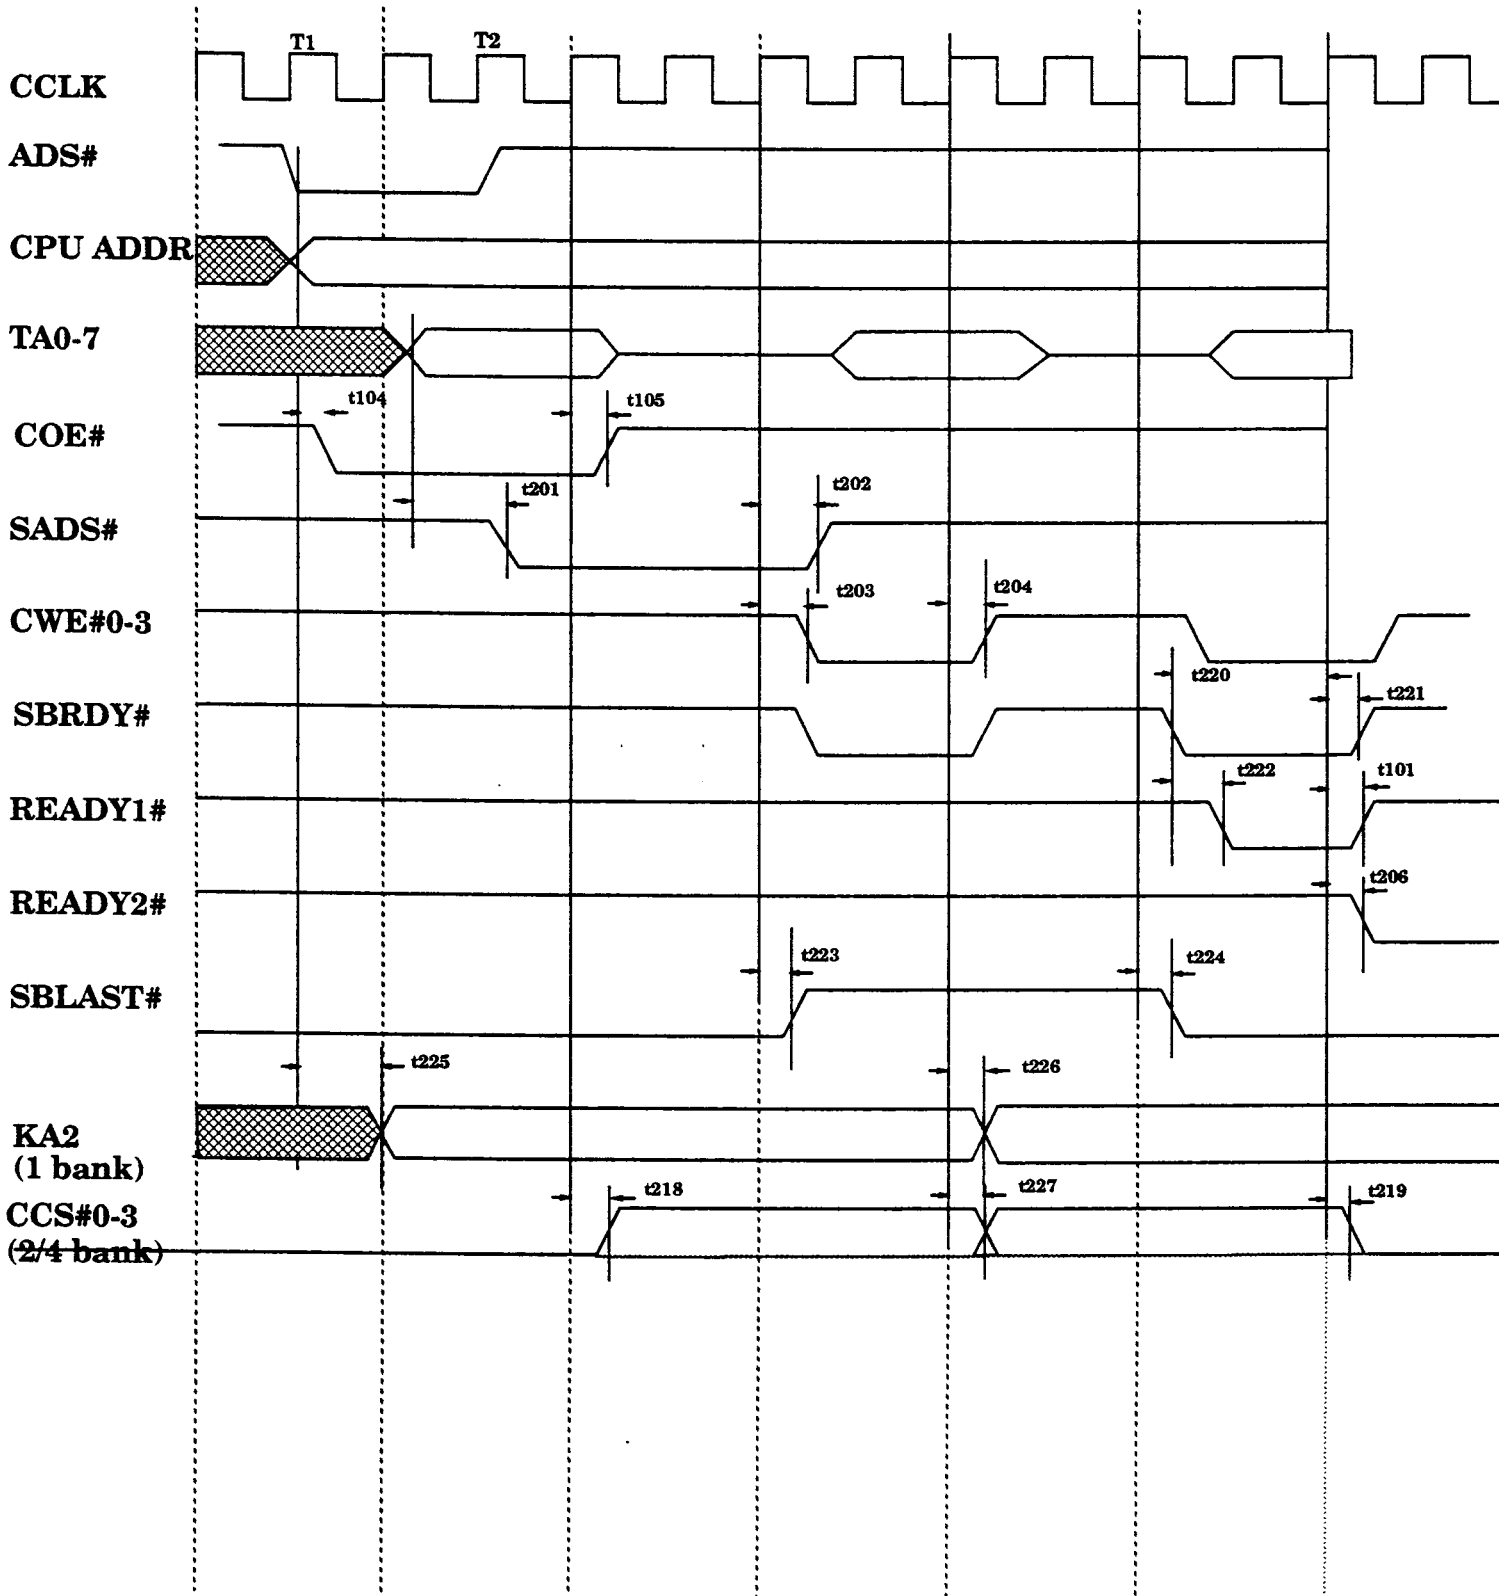 T1
T2
CCLK
ADS#
CPU ADDR
TA0-7
t104
t105
COE#
t201
t202
SADS#
t203
t204
CWE#0-3
t220
t221
SBRDY#
t222
t101
READY1#
t206
READY2#
t223
t224
SBLAST#
t225
t226
KA2
(1 bank)
t218
t227
t219
CCS#0-3
(2/4 bank)